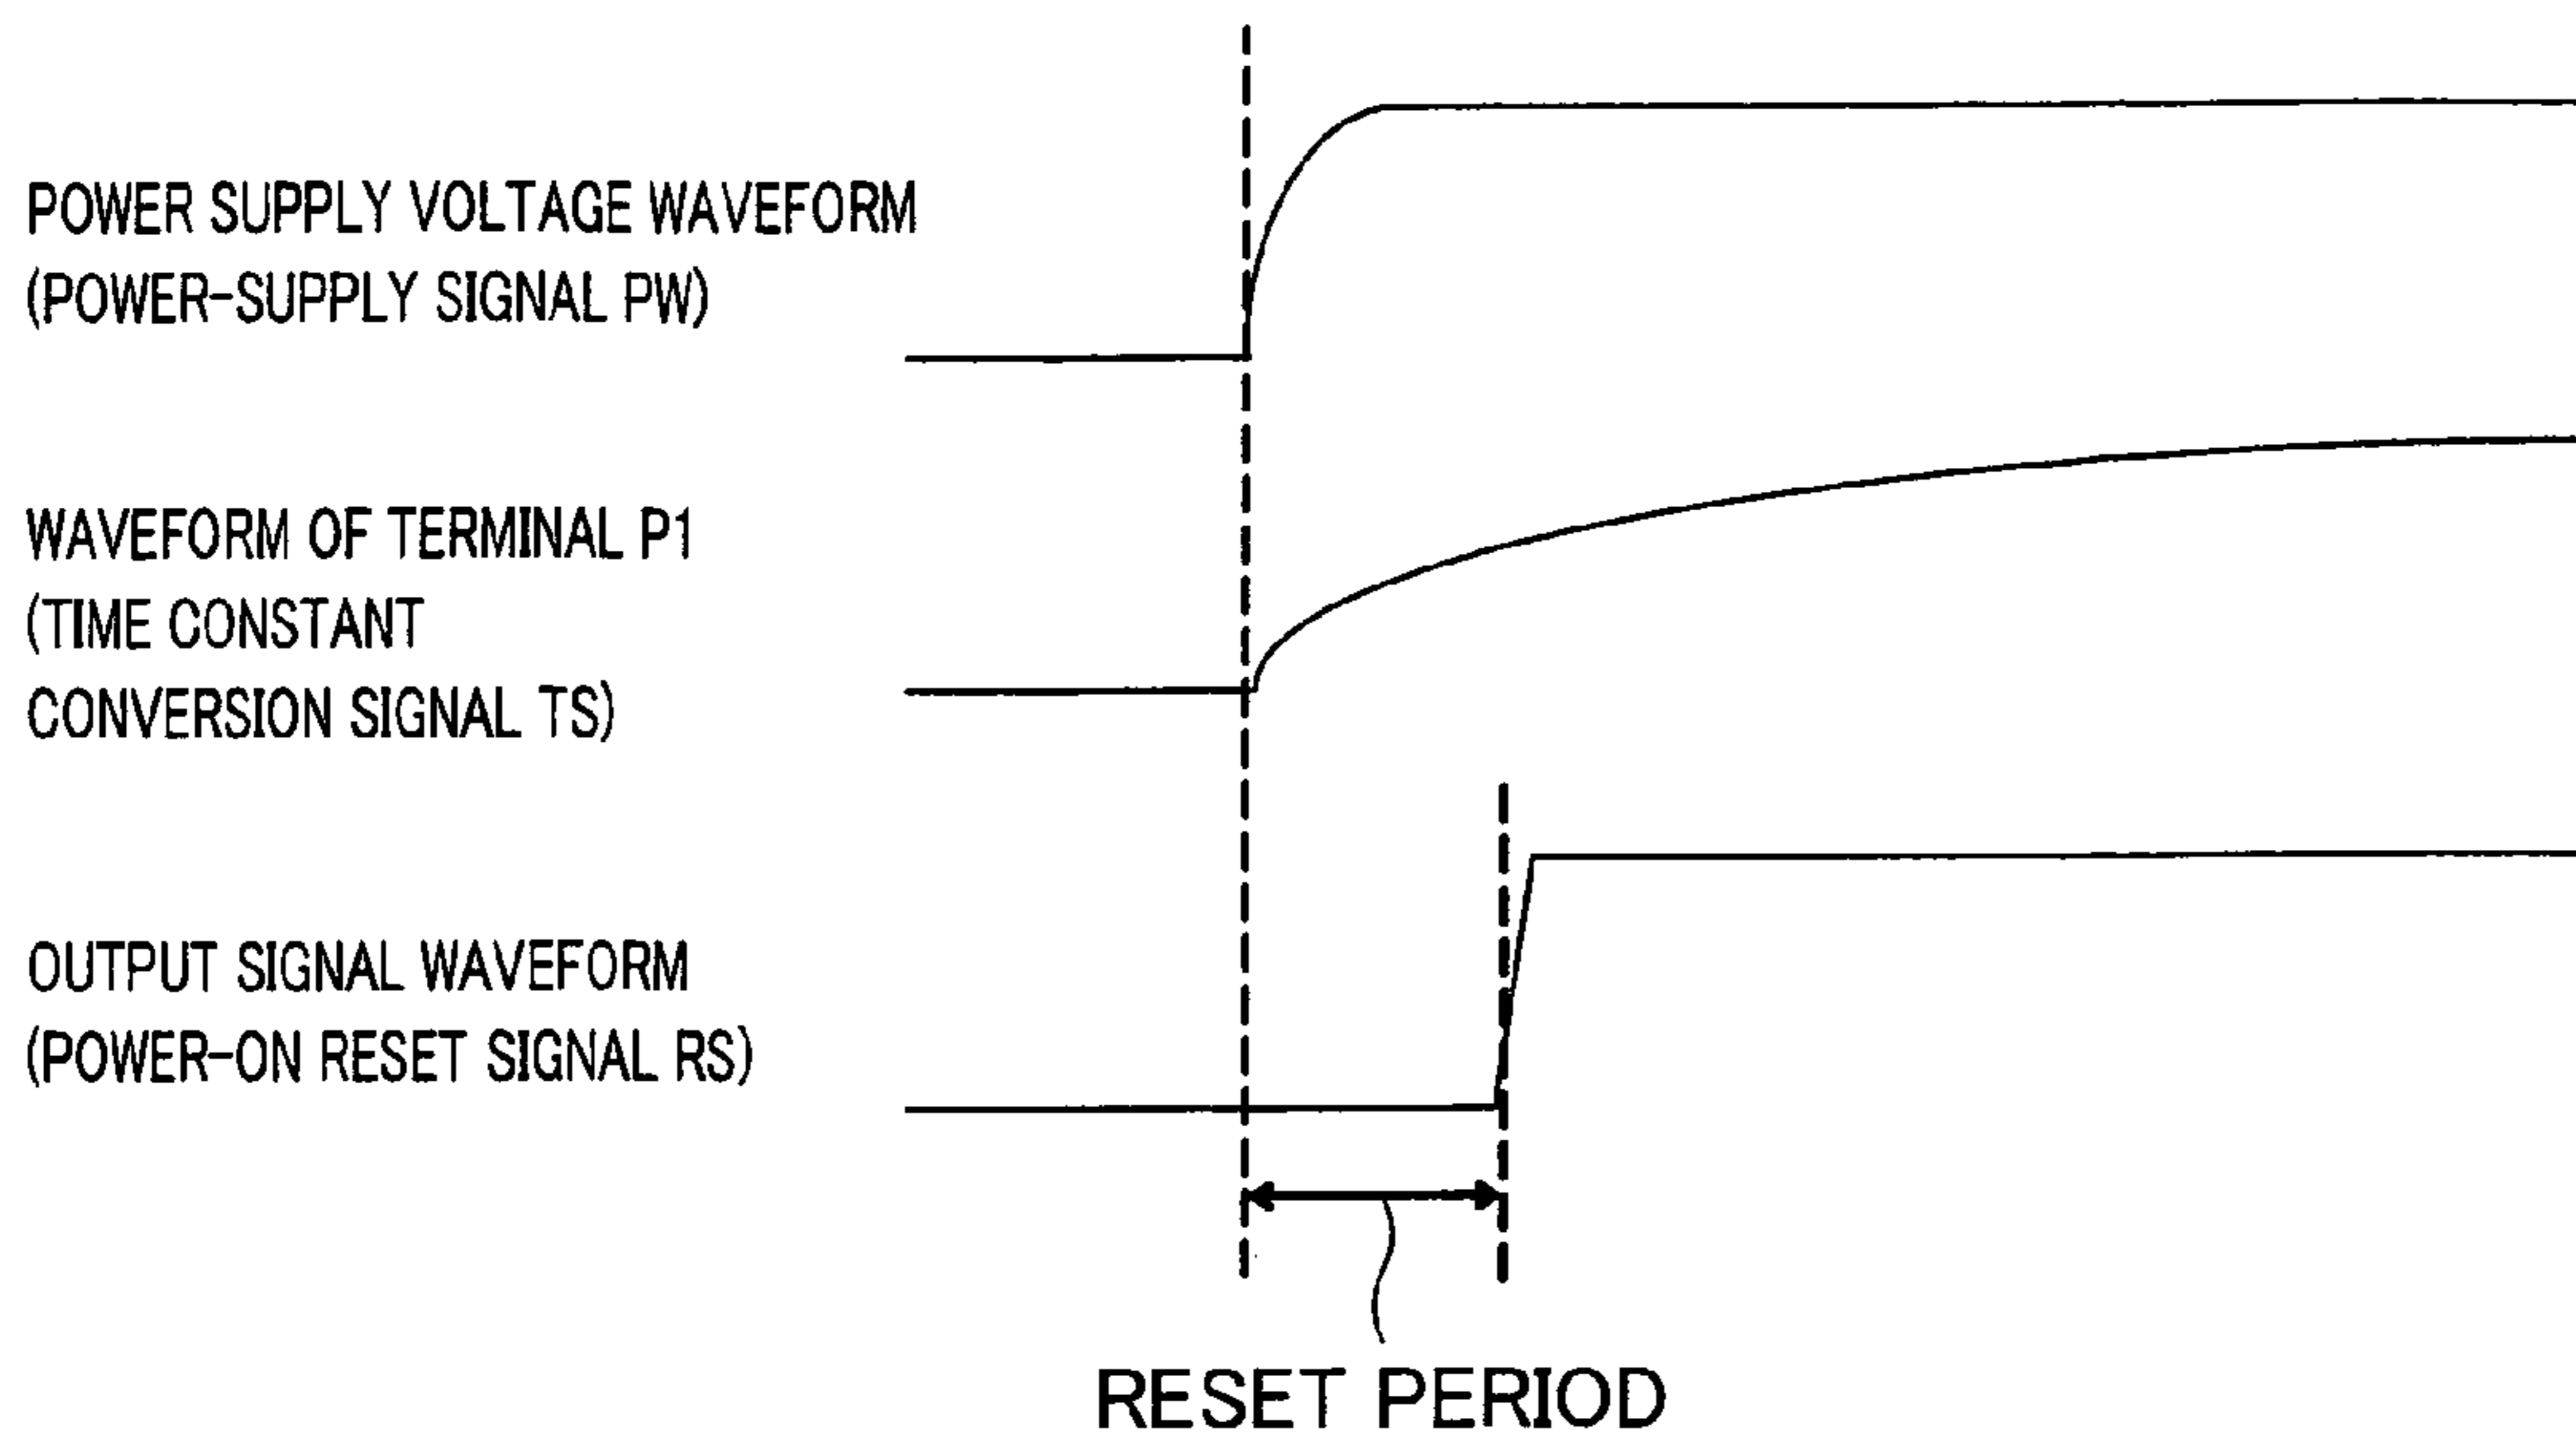 POWER SUPPLY VOLTAGE WAVEFORM
(POWER-SUPPLY SIGNAL PW)
WAVEFORM OF TERMINAL P1
(TIME CONSTANT
CONVERSION SIGNAL TS)
OUTPUT SIGNAL WAVEFORM
(POWER-ON RESET SIGNAL RS)
RESET PERIOD